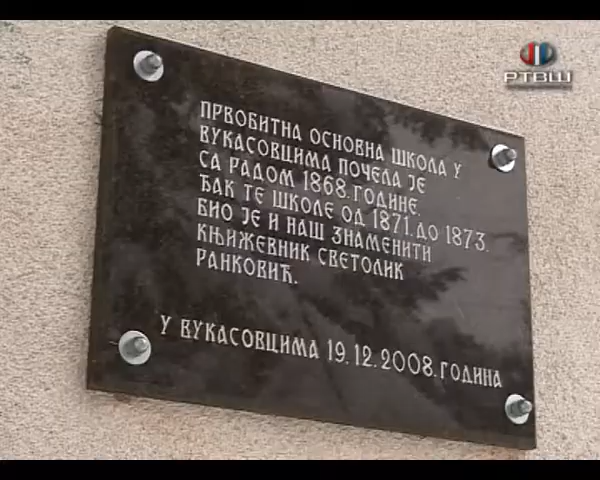 РТВШ
ПРВОБИТНА ОСНОВНА ШКОЛА У
ВУКАСОВЦИМА ПОЧЕЛА ЈЕ
СА РАДОМ 1868. ГОДИНЕ.
ЂАК ТЕ ШКОЛЕ ОД 1871. ДО 1873.
БИО ЈЕ И НАШ ЗНАМЕНИТИ
КЊИЖЕВНИК СВЕТОЛИК
РАНКОВИЋ.
У ВУКАСОВЦИМА 19.12.2008. ГОДИНА